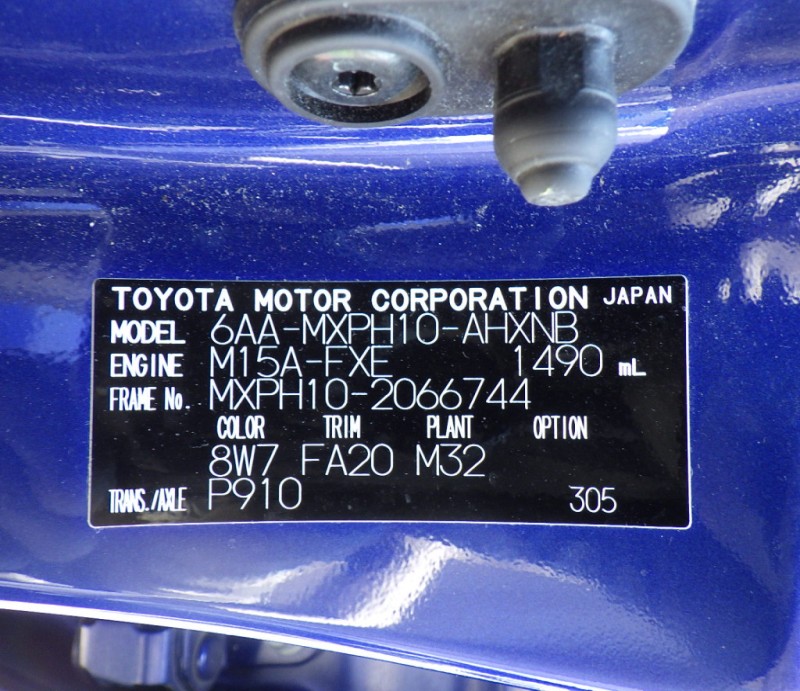 TOYOTA MOTOR CORPORATION JAPAN
MODEL 6AA-MXPH10-AHXNB
ENGINE M15A-FXE 1490 mL
FRAME No. MXPH10-2066744
COLOR TRIM PLANT OPTION
8W7 FA20 M32
TRANS./AXLE P910 305